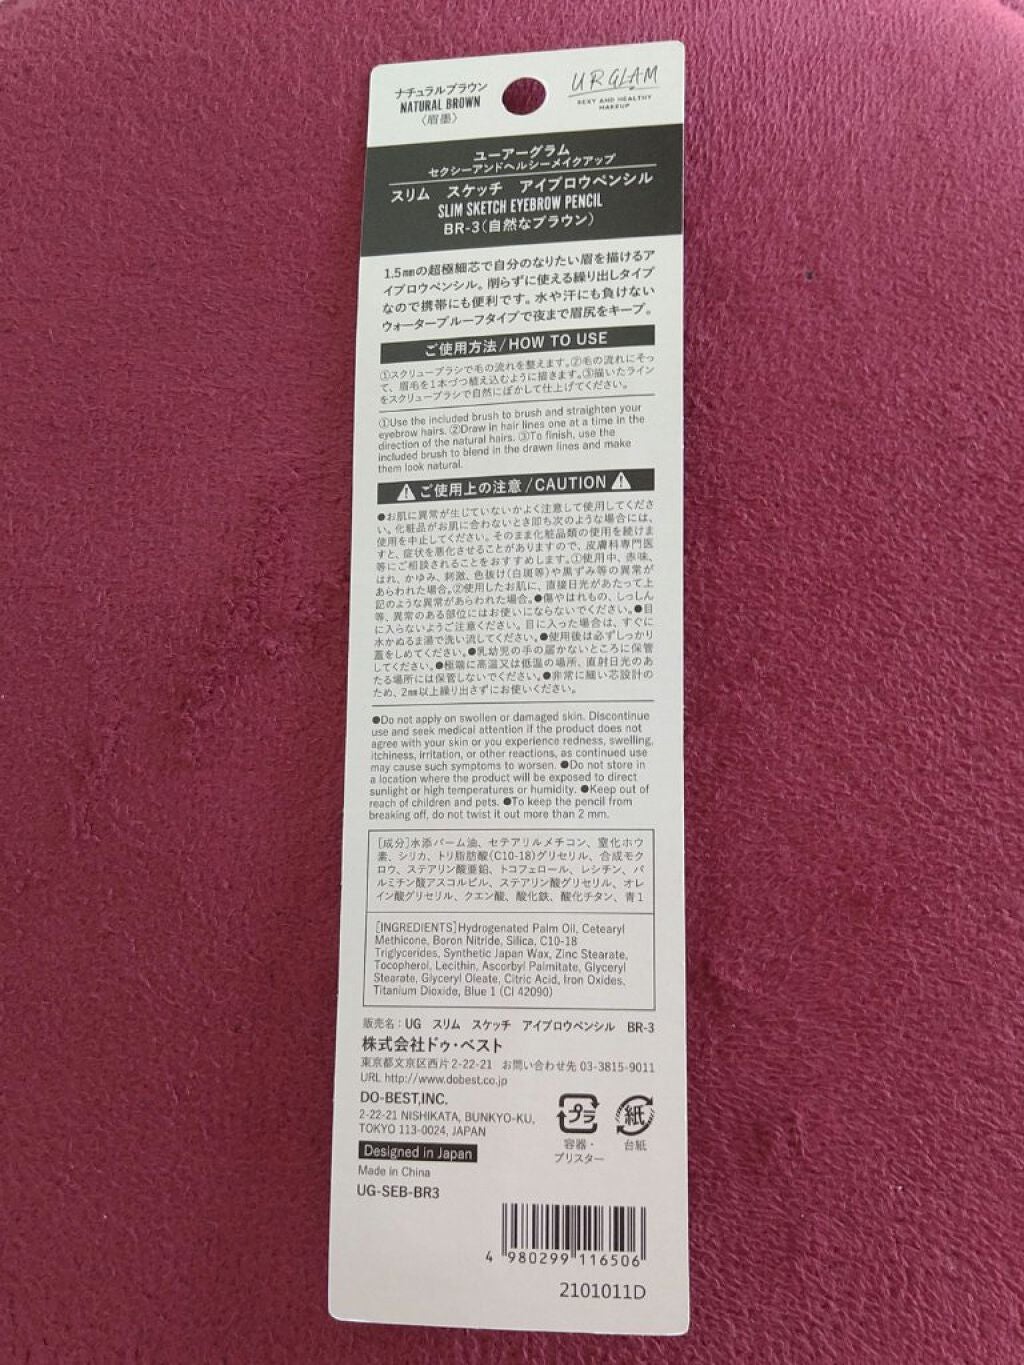 ナチュラルブラウン
NATURAL BROWN
〈眉墨〉
URGLAM
SEXY AND HEALTHY
MAKEUP
ユーアーグラム
セクシーアンドヘルシーメイクアップ
スリム スケッチ アイブロウペンシル
SLIM SKETCH EYEBROW PENCIL
BR-3(自然なブラウン)
1.5㎜の超極細芯で自分のなりたい眉を描けるア
イブロウペンシル。削らずに使える繰り出しタイプ
なので携帯にも便利です。水や汗にも負けない
ウォータープルーフタイプで夜まで眉尻をキープ。
ご使用方法/HOW TO USE
①スクリューブラシで毛の流れを整えます。②毛の流れにそっ
て、眉毛を1本づつ植え込むように描きます。③描いたライン
をスクリューブラシで自然にぼかして仕上げてください。
①Use the included brush to brush and straighten your
eyebrow hairs. ②Draw in hair lines one at a time in the
direction of the natural hairs. ③To finish, use the
included brush to blend in the drawn lines and make
them look natural.
ご使用上の注意/CAUTION
●お肌に異常が生じていないかよく注意して使用してくださ
い。化粧品がお肌に合わないとき即ち次のような場合には、
使用を中止してください。そのまま化粧品類の使用を続けま
すと、症状を悪化させることがありますので、皮膚科専門医
等にご相談されることをおすすめします。①使用中、赤味、
はれ、かゆみ、刺激、色抜け(白斑等)や黒ずみ等の異常が
あらわれた場合。②使用したお肌に、直接日光があたって上
記のような異常があらわれた場合。●傷やはれもの、しっしん
等、異常のある部位にはお使いにならないでください。●目
に入らないようご注意ください。目に入った場合は、すぐに
水かぬるま湯で洗い流してください。●使用後は必ずしっかり
蓋をしめてください。●乳幼児の手の届かないところに保管
してください。●極端に高温又は低温の場所、直射日光のあ
たる場所には保管しないでください。●非常に細い芯設計の
ため、2㎜以上繰り出さずにお使いください。
●Do not apply on swollen or damaged skin. Discontinue
use and seek medical attention if the product does not
agree with your skin or you experience redness, swelling,
itchiness, irritation, or other reactions, as continued use
may cause such symptoms to worsen. ●Do not store in
a location where the product will be exposed to direct
sunlight or high temperatures or humidity. ●Keep out of
reach of children and pets. ●To keep the pencil from
breaking off, do not twist it out more than 2 mm.
[成分]水添パーム油、セテアリルメチコン、窒化ホウ
素、シリカ、トリ脂肪酸(C10-18)グリセリル、合成モク
ロウ、ステアリン酸亜鉛、トコフェロール、レシチン、パ
ルミチン酸アスコルビル、ステアリン酸グリセリル、オレ
イン酸グリセリル、クエン酸、酸化鉄、酸化チタン、青1
[INGREDIENTS]Hydrogenated Palm Oil, Cetearyl
Methicone, Boron Nitride, Silica, C10-18
Triglycerides, Synthetic Japan Wax, Zinc Stearate,
Tocopherol, Lecithin, Ascorbyl Palmitate, Glyceryl
Stearate, Glyceryl Oleate, Citric Acid, Iron Oxides,
Titanium Dioxide, Blue 1 (CI 42090)
販売名：UG スリム スケッチ アイブロウペンシル BR-3
株式会社ドゥ・ベスト
東京都文京区西片2-22-21 お問い合わせ先 03-3815-9011
URL http://www.dobest.co.jp
DO-BEST,INC.
2-22-21 NISHIKATA, BUNKYO-KU,
TOKYO 113-0024, JAPAN
Designed in Japan
Made in China
UG-SEB-BR3
プラ
容器・
ブリスター
紙
台紙
4 980299 116506
2101011D